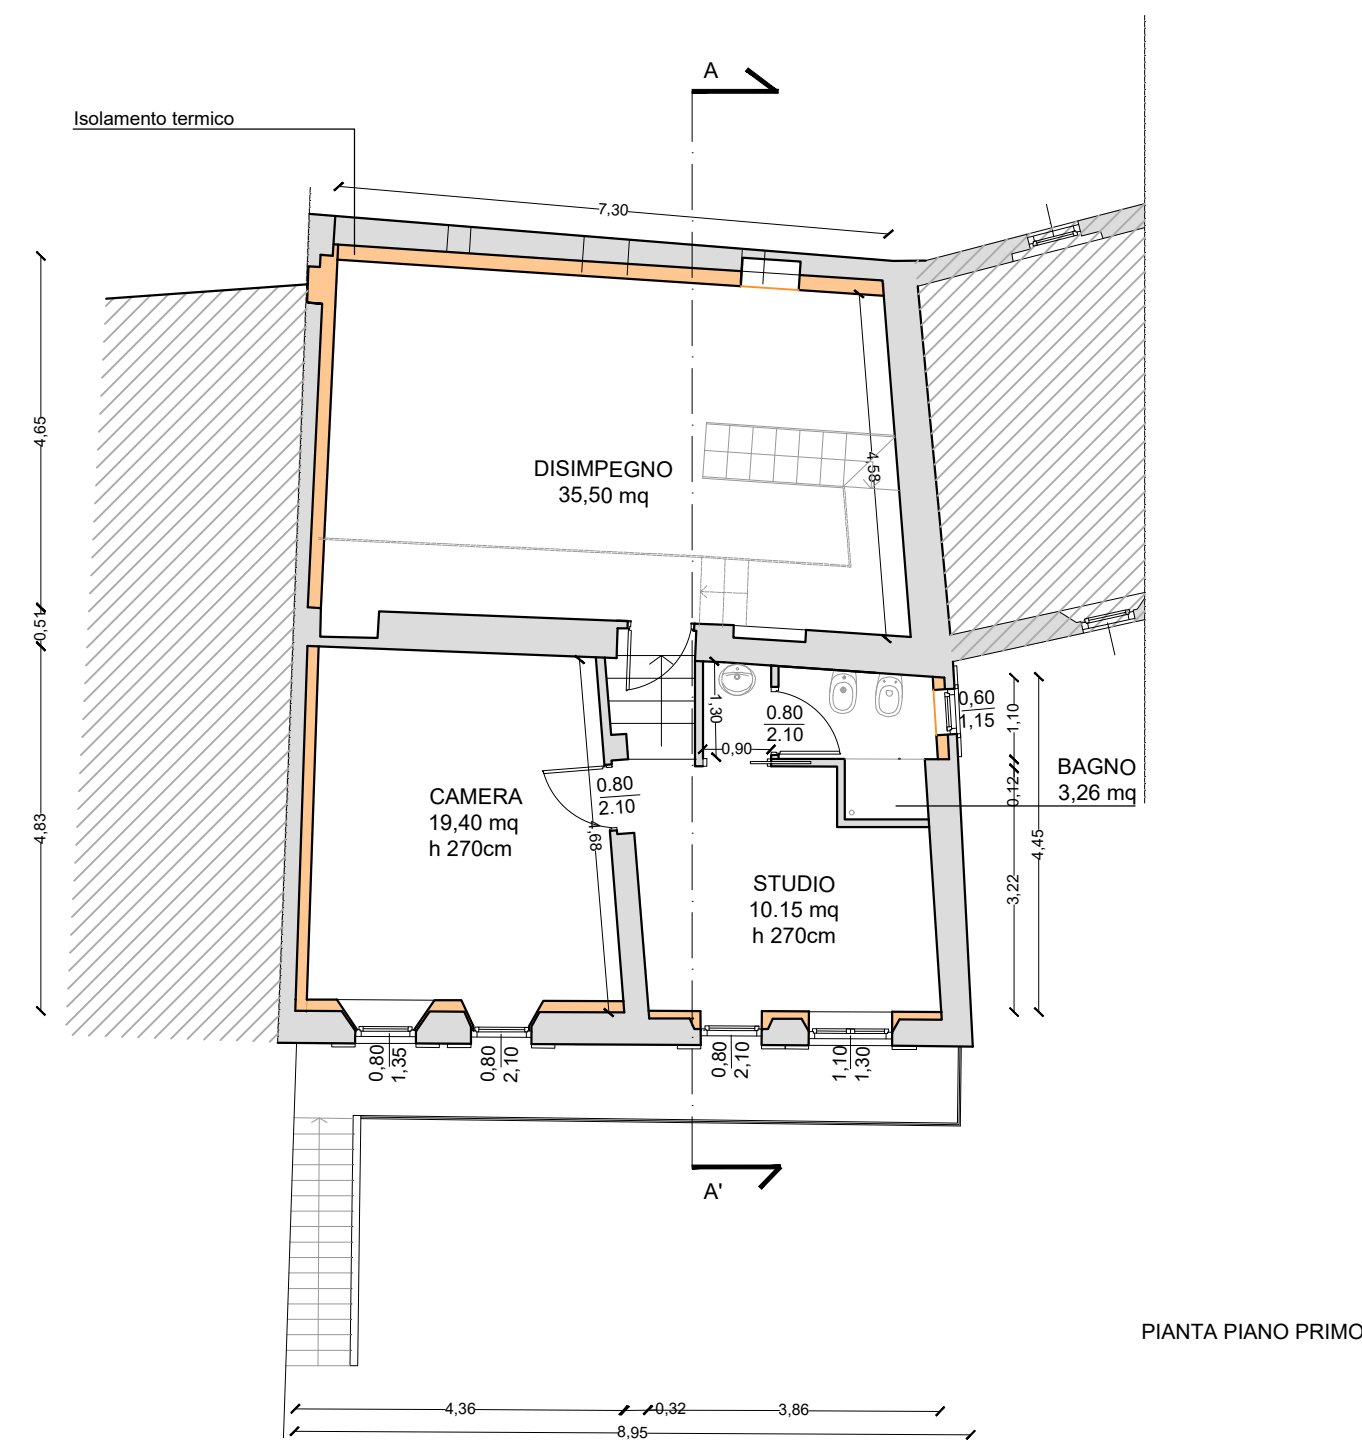 A
Isolamento termico
7,30
4,65
4,58
DISIMPEGNO
35,50 mq
0,51
1,30
0.80
2.10
0,60
1,15
1,10
0,90
BAGNO
3,26 mq
0,12
0.80
2.10
CAMERA
19,40 mq
h 270cm
4,68
4,83
4,45
STUDIO
10.15 mq
h 270cm
3,22
0,80
1,35
0,80
2,10
0,80
2,10
1,10
1,30
A'
PIANTA PIANO PRIMO
4,36
0,32
3,86
8,95